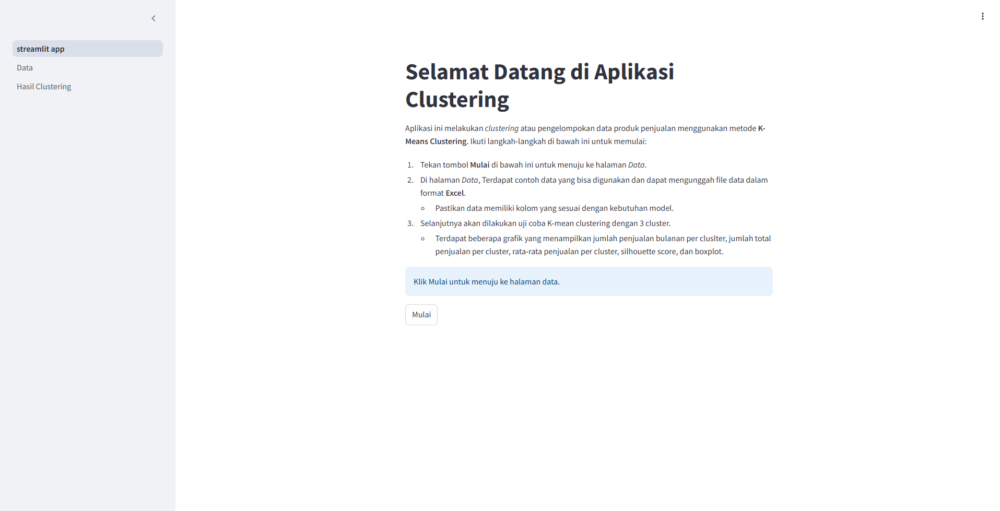 streamlit app
Data
Hasil Clustering
Selamat Datang di Aplikasi
Clustering
Aplikasi ini melakukan clustering atau pengelompokan data produk penjualan menggunakan metode K-
Means Clustering. Ikuti langkah-langkah di bawah ini untuk memulai:
1. Tekan tombol Mulai di bawah ini untuk menuju ke halaman Data.
2. Di halaman Data, Terdapat contoh data yang bisa digunakan dan dapat mengunggah file data dalam
format Excel.
Pastikan data memiliki kolom yang sesuai dengan kebutuhan model.
3. Selanjutnya akan dilakukan uji coba K-mean clustering dengan 3 cluster.
Terdapat beberapa grafik yang menampilkan jumlah penjualan bulanan per cluslter, jumlah total
penjualan per cluster, rata-rata penjualan per cluster, silhouette score, dan boxplot.
Klik Mulai untuk menuju ke halaman data.
Mulai